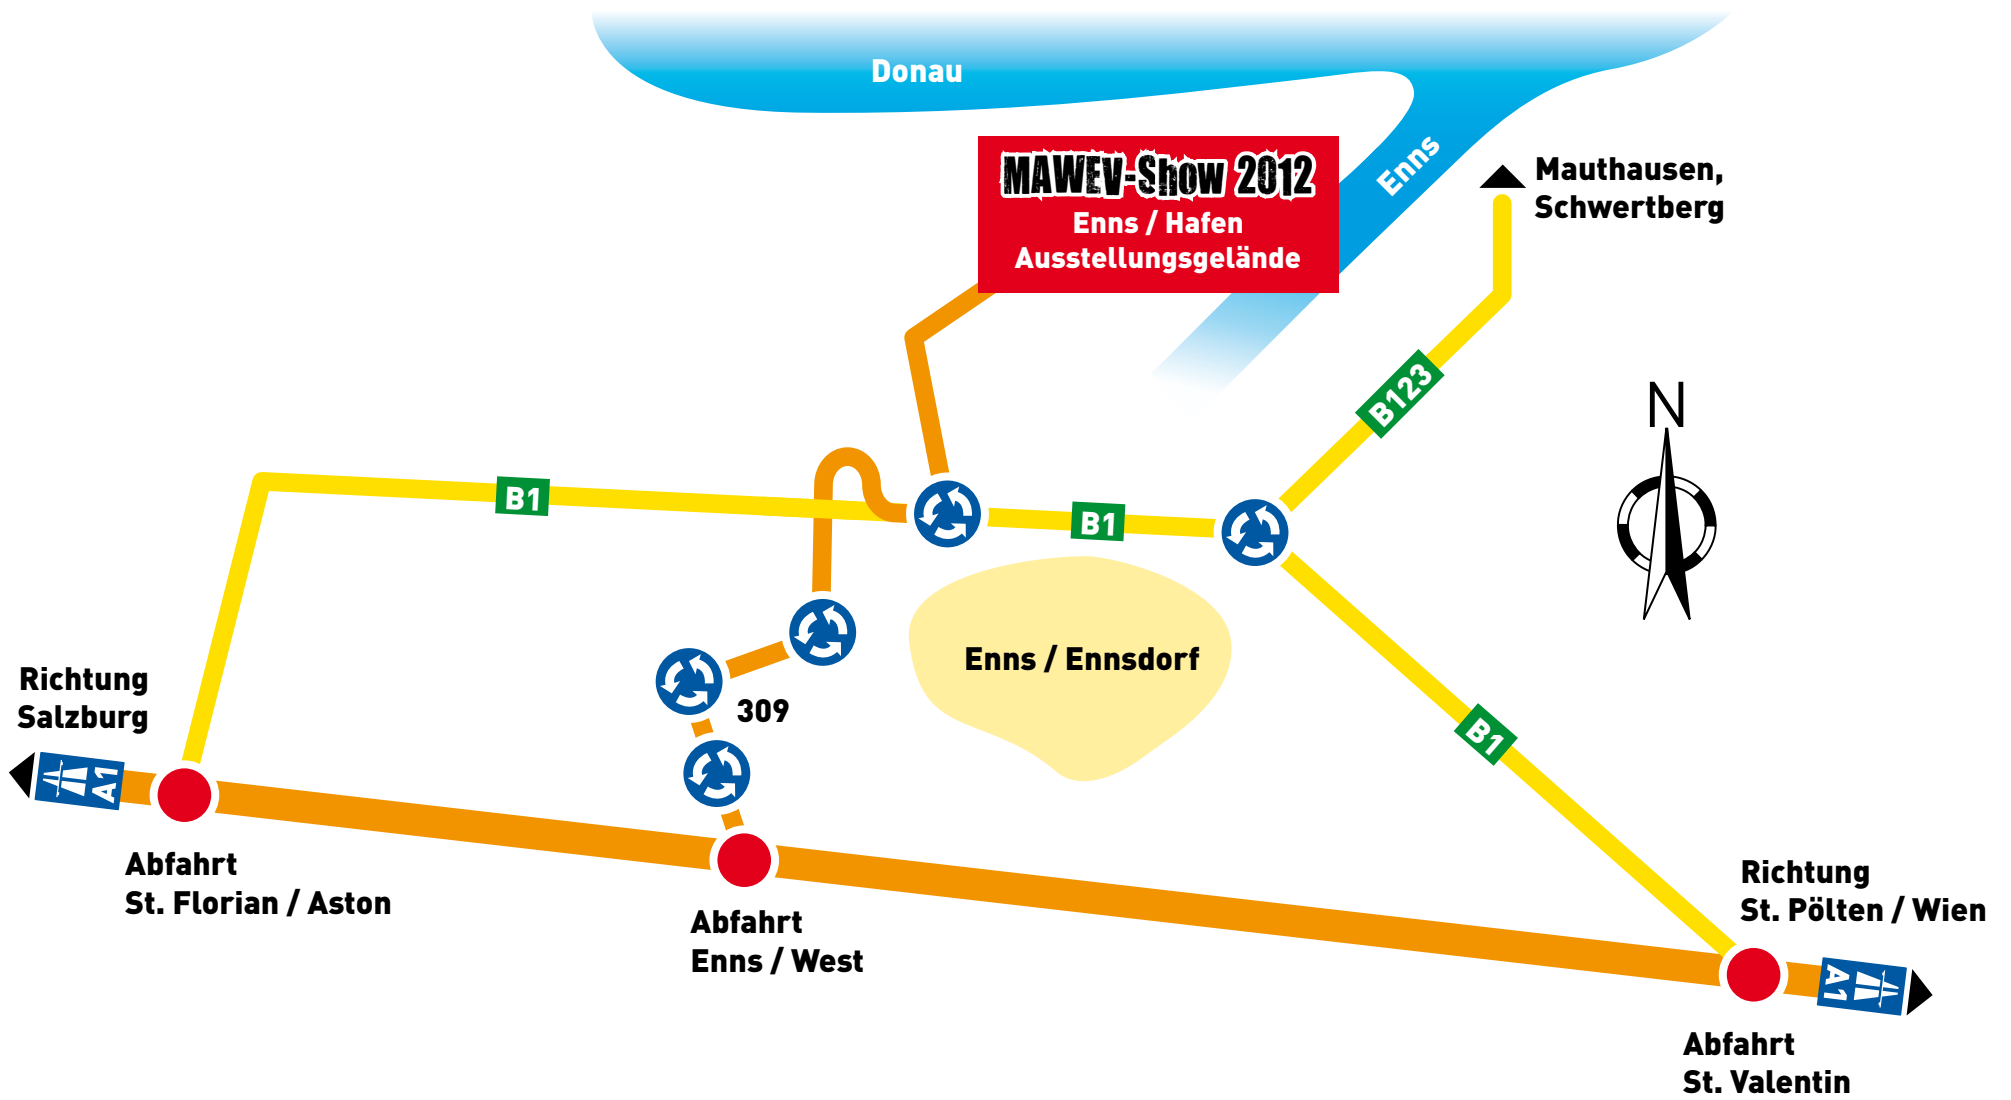 Donau
Enns
MAWEV-Show 2012
Enns / Hafen
Ausstellungsgelände
Mauthausen,
Schwertberg
B123
N
B1
B1
Enns / Ennsdorf
309
Richtung
Salzburg
A1
B1
Abfahrt
St. Florian / Aston
Abfahrt
Enns / West
Richtung
St. Pölten / Wien
A1
Abfahrt
St. Valentin